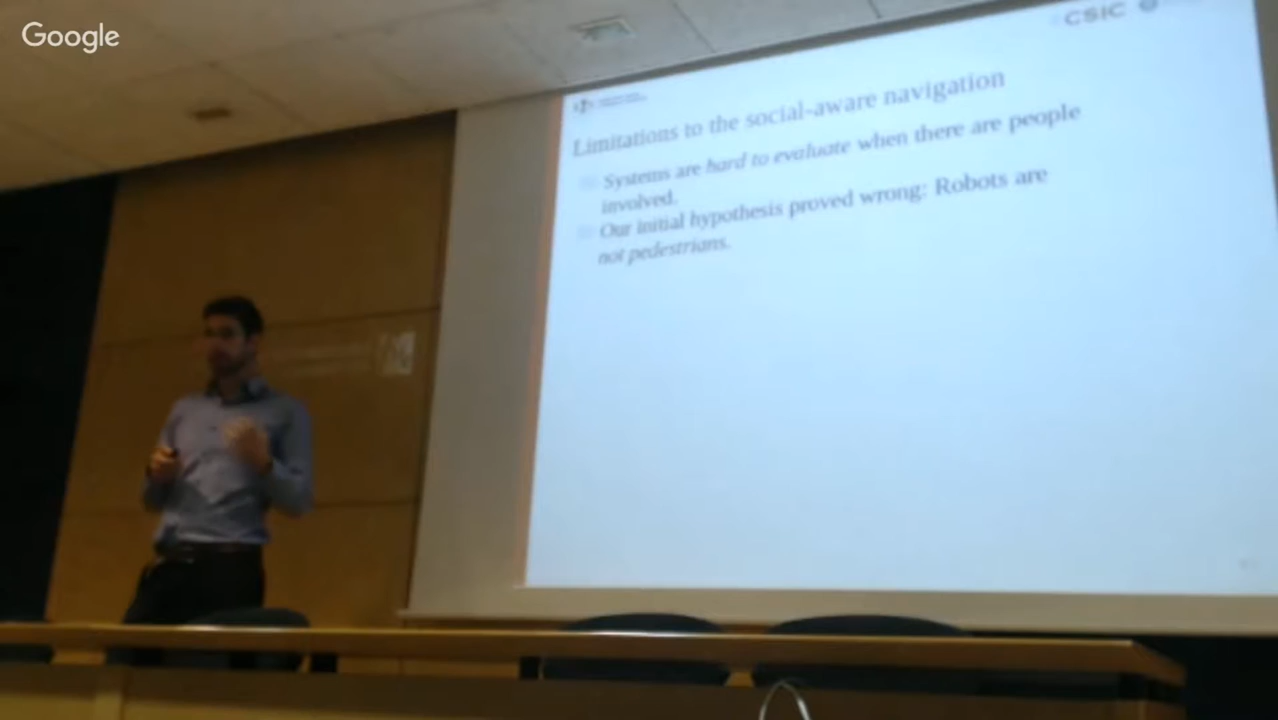 Google
CSIC
Limitations to the social-aware navigation
Systems are hard to evaluate when there are people
involved.
Our initial hypothesis proved wrong: Robots are
not pedestrians.